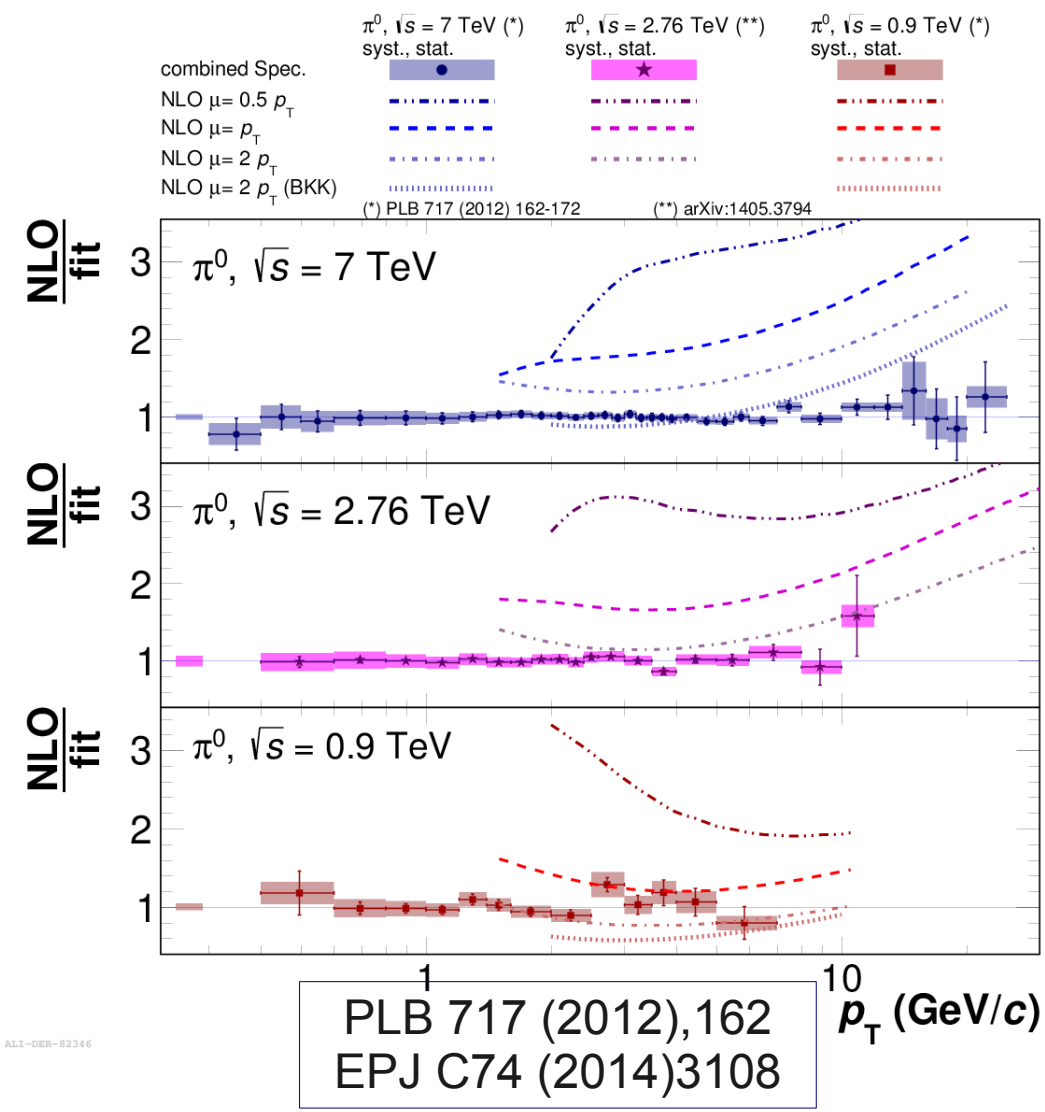 π⁰, √s = 7 TeV (*) π⁰, √s = 2.76 TeV (**) π⁰, √s = 0.9 TeV (*)
syst., stat. syst., stat. syst., stat.
combined Spec.
NLO μ= 0.5 p_T
NLO μ= p_T
NLO μ= 2 p_T
NLO μ= 2 p_T (BKK)
(*) PLB 717 (2012) 162-172 (**) arXiv:1405.3794
NLO
fit
3
2
1
π⁰, √s = 7 TeV
NLO
fit
3
2
1
π⁰, √s = 2.76 TeV
NLO
fit
3
2
1
π⁰, √s = 0.9 TeV
1 10
p_T (GeV/c)
PLB 717 (2012),162
EPJ C74 (2014)3108
ALI-DER-82346